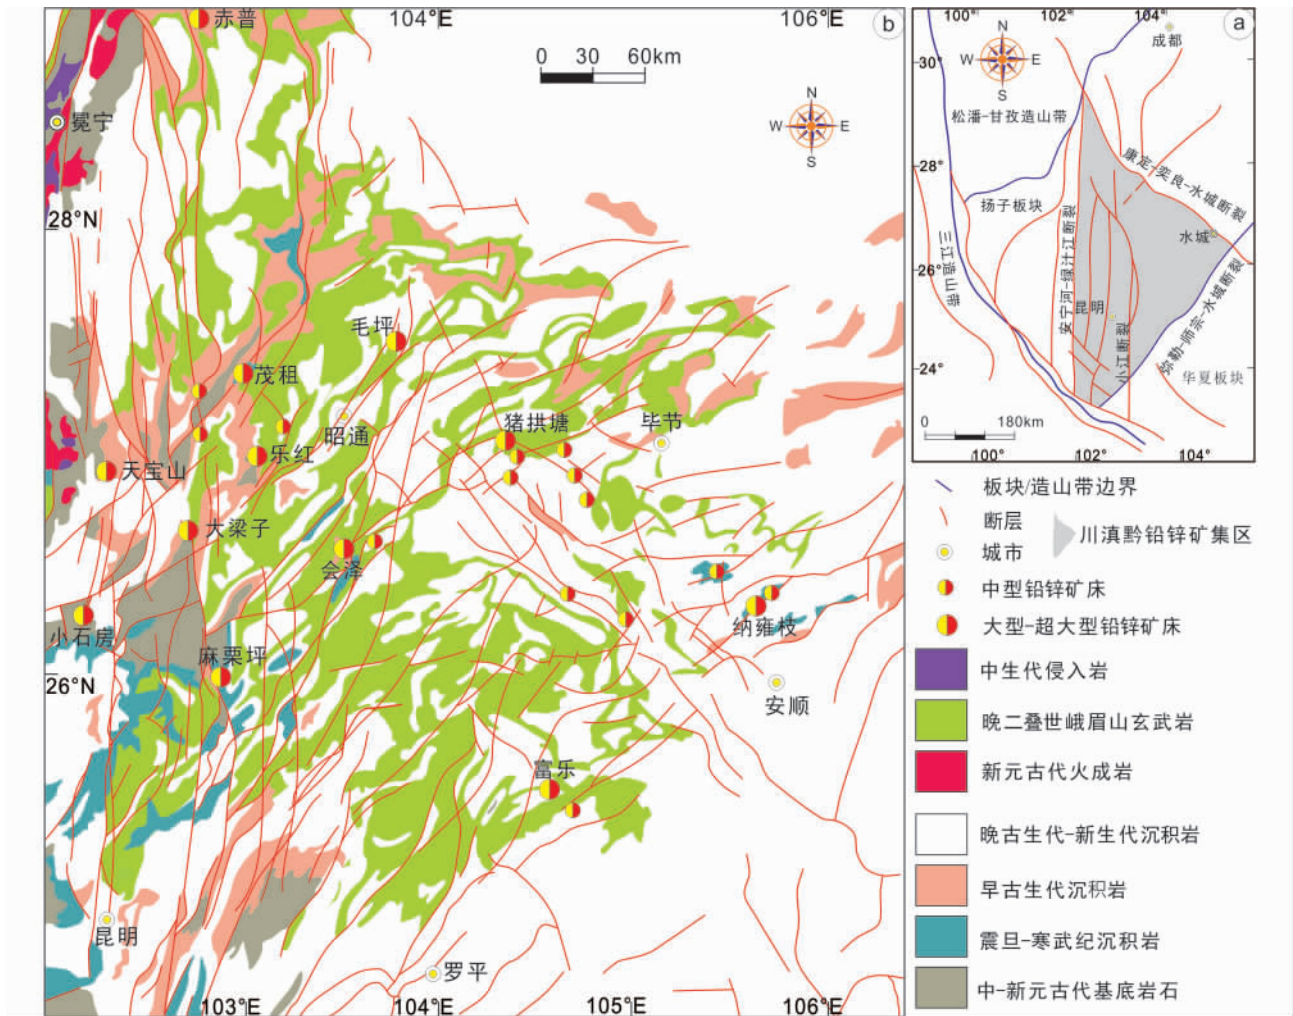 104°E
106°E
b
赤普
0 30 60km
N
W E
S
冕宁
28°N
毛坪
茂租
昭通
猪拱塘
毕节
乐红
天宝山
大梁子
会泽
小石房
麻栗坪
纳雍枝
26°N
安顺
富乐
昆明
罗平
103°E
104°E
105°E
106°E
a
100°
102°
104°
N
W E
S
成都
30°
松潘-甘孜造山带
28°
康定-奕良-水城断裂
扬子板块
水城
三江造山带
安宁河-绿汁江断裂
26°
昆明
小江断裂
弥勒-师宗-水城断裂
24°
华夏板块
0 180km
100°
102°
104°
板块/造山带边界
断层
川滇黔铅锌矿集区
城市
中型铅锌矿床
大型-超大型铅锌矿床
中生代侵入岩
晚二叠世峨眉山玄武岩
新元古代火成岩
晚古生代-新生代沉积岩
早古生代沉积岩
震旦-寒武纪沉积岩
中-新元古代基底岩石